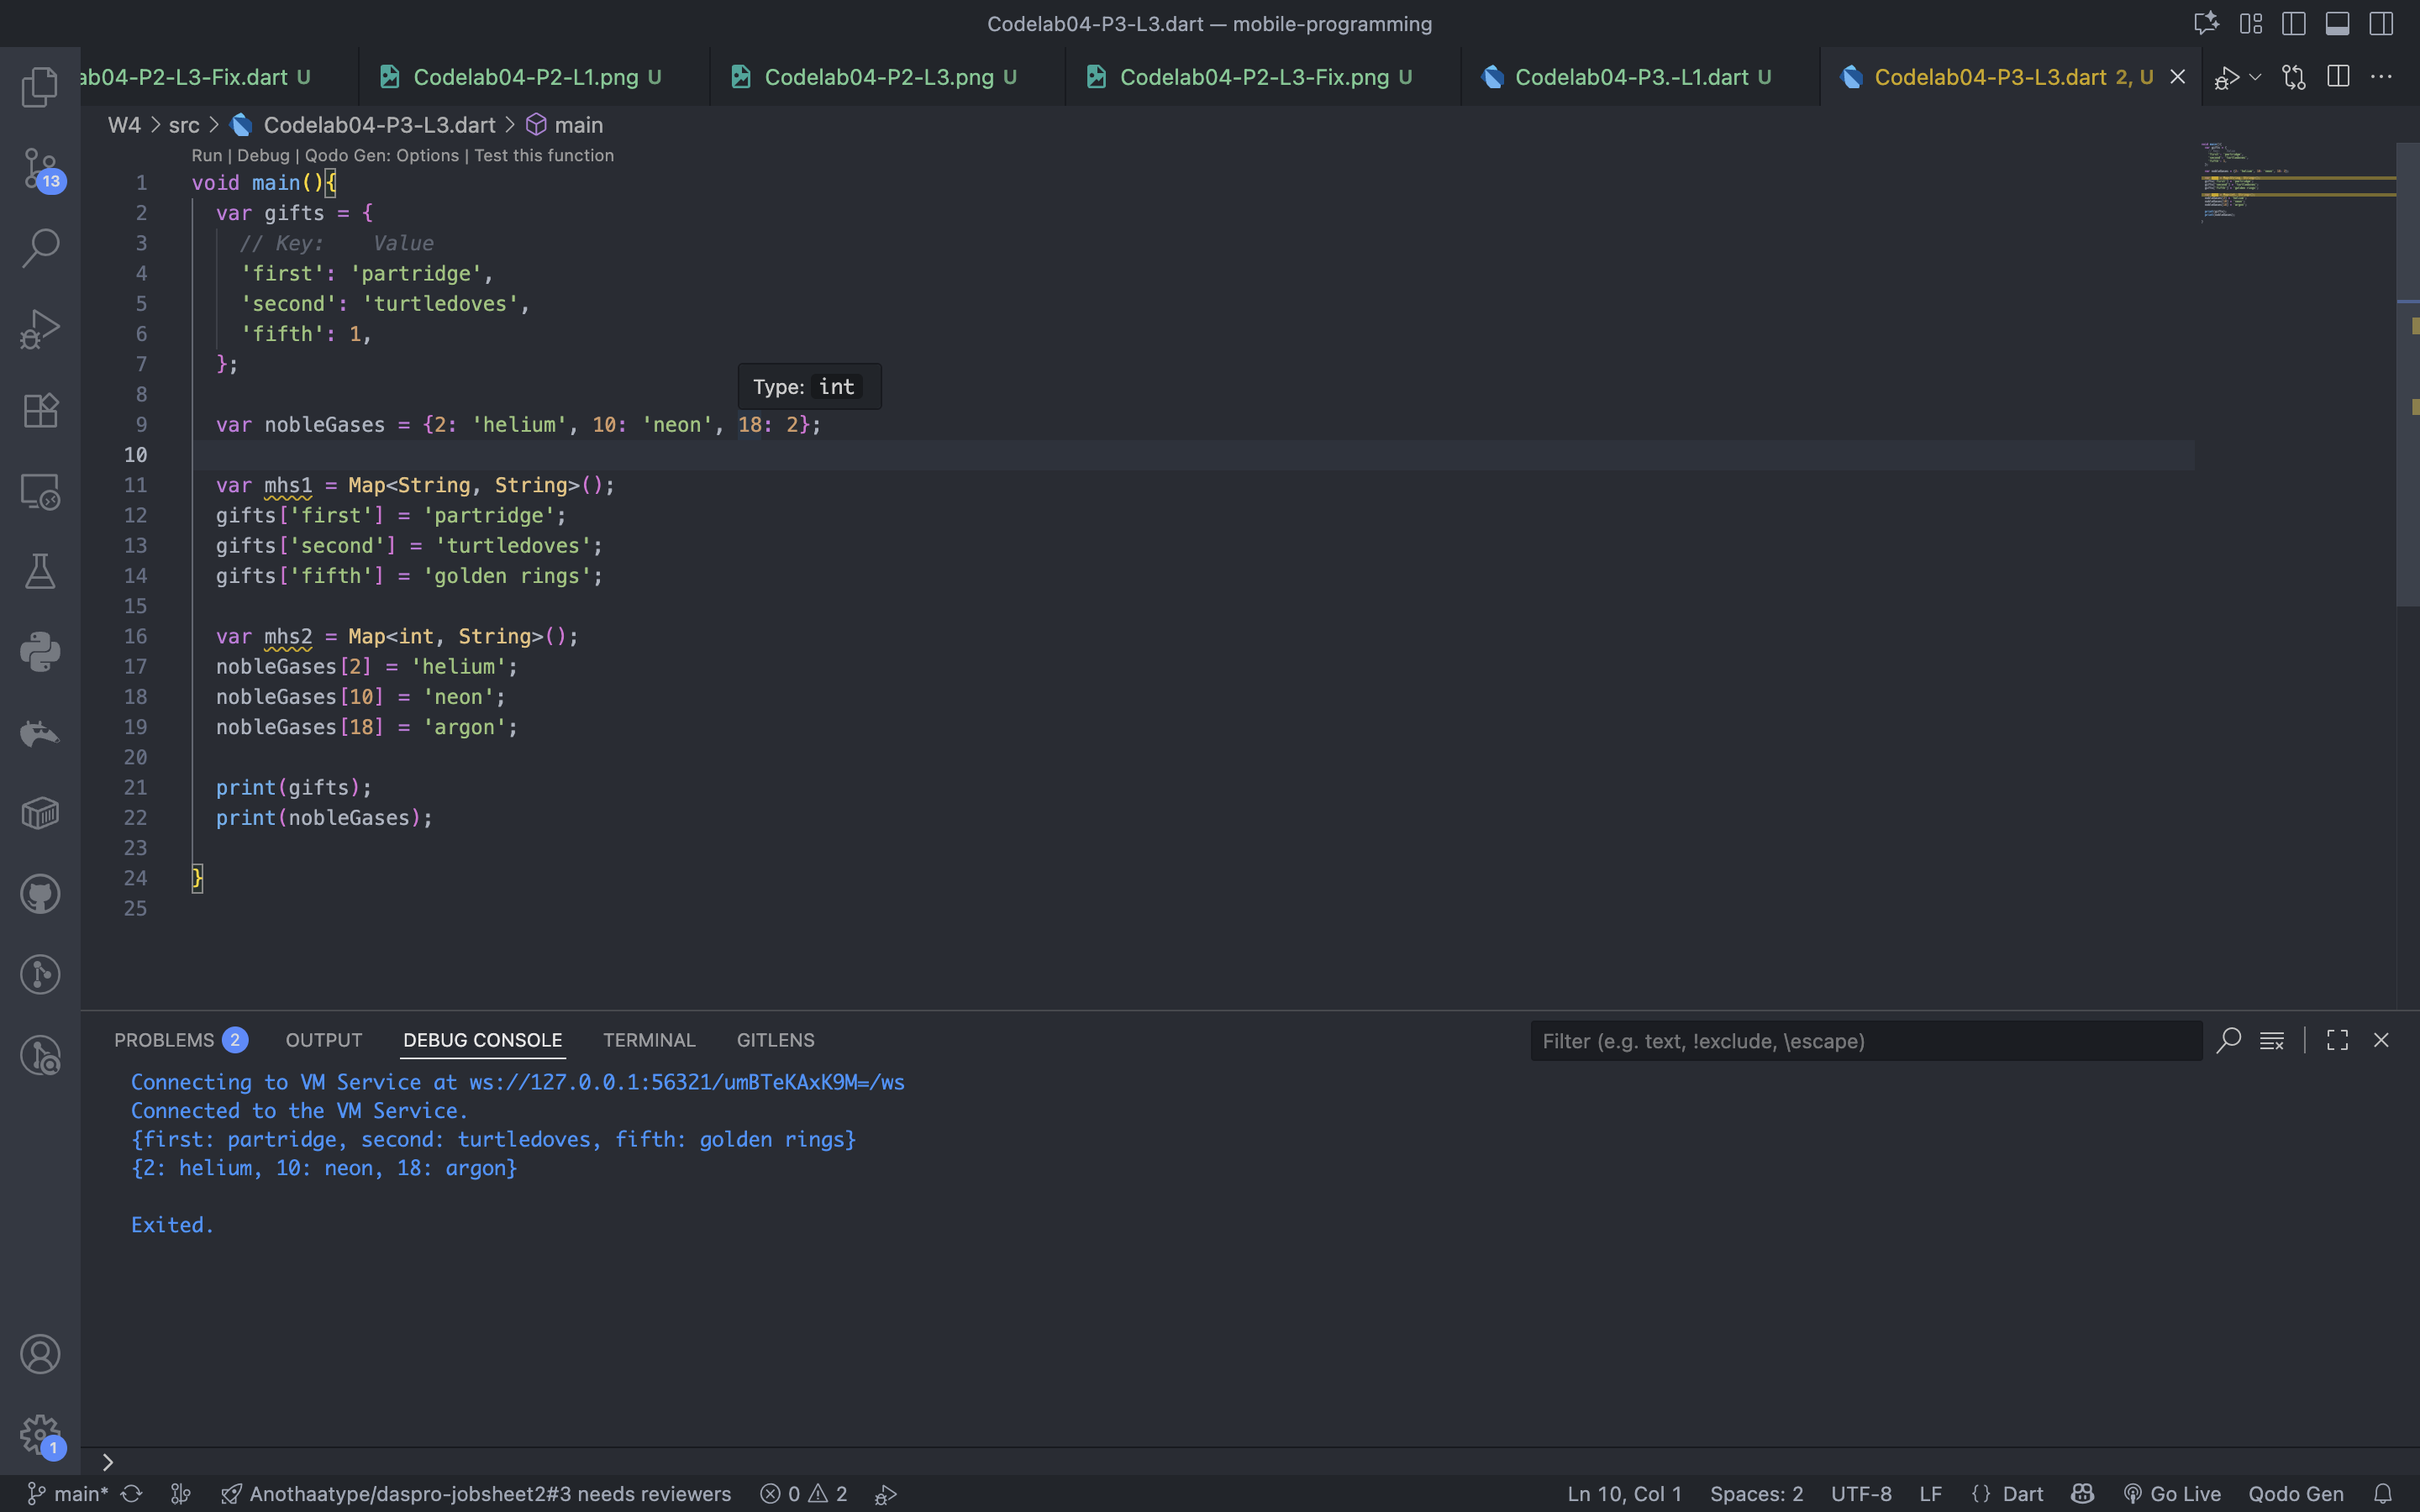 Codelab04-P3-L3.dart — mobile-programming
ab04-P2-L3-Fix.dart U Codelab04-P2-L1.png U Codelab04-P2-L3.png U Codelab04-P2-L3-Fix.png U Codelab04-P3.-L1.dart U Codelab04-P3-L3.dart 2, U
W4 > src > Codelab04-P3-L3.dart > main
Run | Debug | Qodo Gen: Options | Test this function
1 void main(){
2 var gifts = {
3 // Key:    Value
4 'first': 'partridge',
5 'second': 'turtledoves',
6 'fifth': 1,
7 };
Type: int
8
9 var nobleGases = {2: 'helium', 10: 'neon', 18: 2};
10
11 var mhs1 = Map<String, String>();
12 gifts['first'] = 'partridge';
13 gifts['second'] = 'turtledoves';
14 gifts['fifth'] = 'golden rings';
15
16 var mhs2 = Map<int, String>();
17 nobleGases[2] = 'helium';
18 nobleGases[10] = 'neon';
19 nobleGases[18] = 'argon';
20
21 print(gifts);
22 print(nobleGases);
23
24 }
25
13
PROBLEMS 2 OUTPUT DEBUG CONSOLE TERMINAL GITLENS Filter (e.g. text, !exclude, \escape)
Connecting to VM Service at ws://127.0.0.1:56321/umBTeKAxK9M=/ws
Connected to the VM Service.
{first: partridge, second: turtledoves, fifth: golden rings}
{2: helium, 10: neon, 18: argon}
Exited.
1
>
main* Anothaatype/daspro-jobsheet2#3 needs reviewers 0 2 Ln 10, Col 1 Spaces: 2 UTF-8 LF {} Dart Go Live Qodo Gen